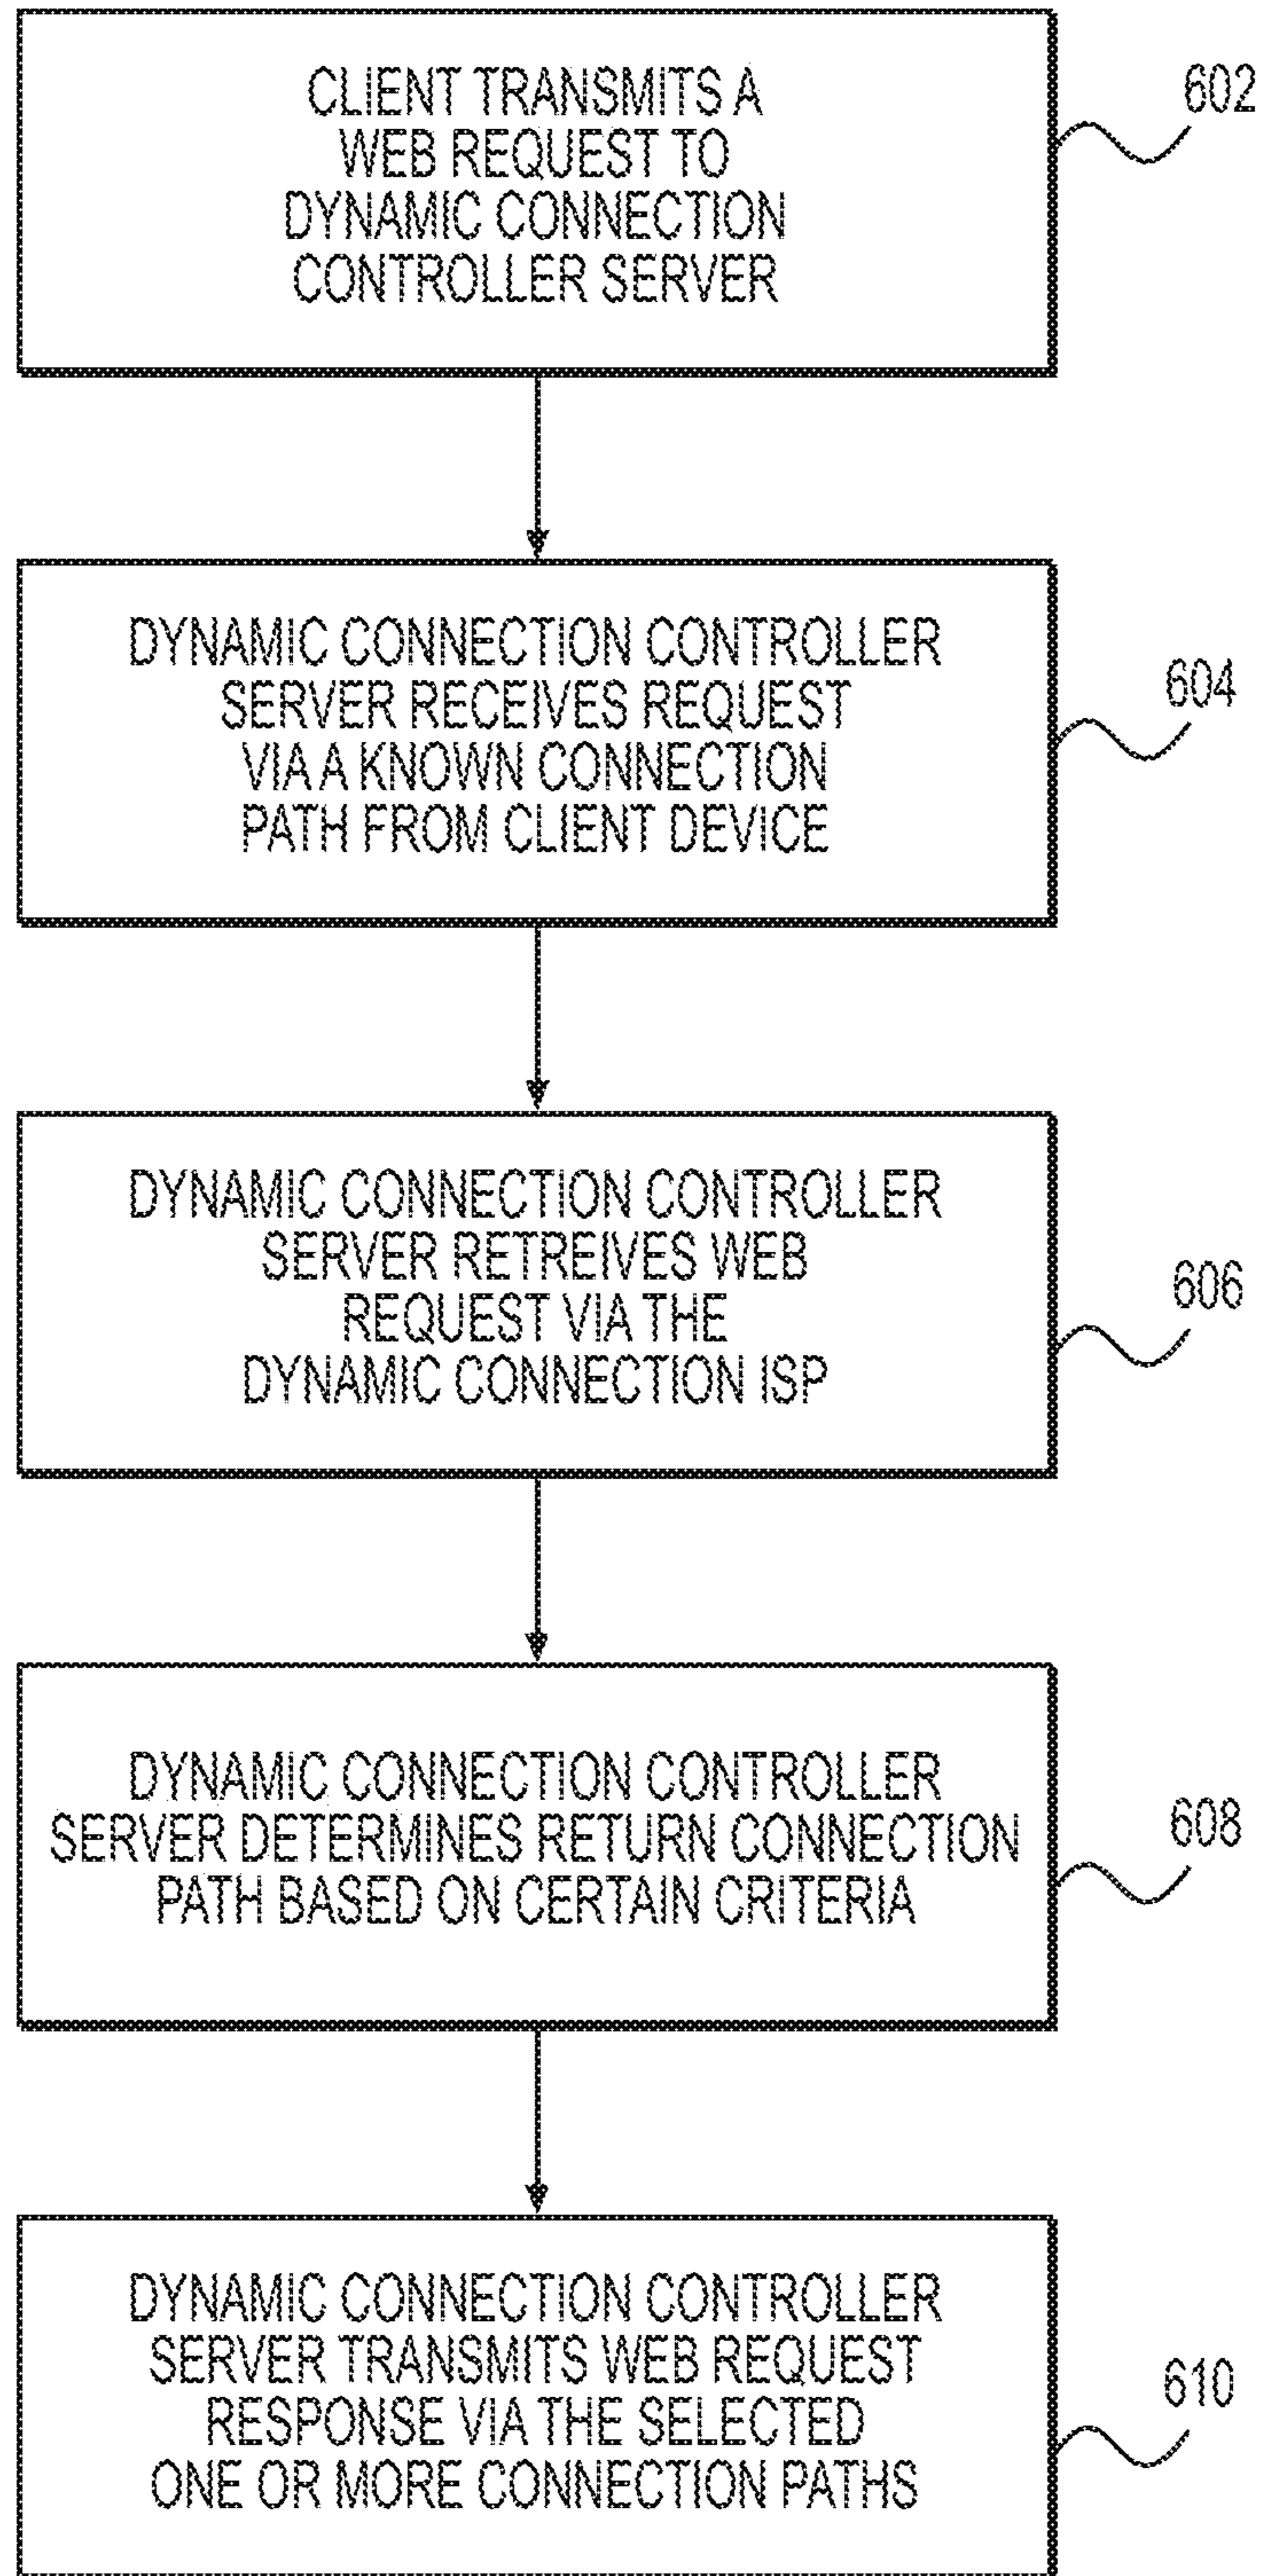 CLIENT TRANSMITS A
WEB REQUEST TO
DYNAMIC CONNECTION
CONTROLLER SERVER
602
DYNAMIC CONNECTION CONTROLLER
SERVER RECEIVES REQUEST
VIA A KNOWN CONNECTION
PATH FROM CLIENT DEVICE
604
DYNAMIC CONNECTION CONTROLLER
SERVER RETREIVES WEB
REQUEST VIA THE
DYNAMIC CONNECTION ISP
606
DYNAMIC CONNECTION CONTROLLER
SERVER DETERMINES RETURN CONNECTION
PATH BASED ON CERTAIN CRITERIA
608
DYNAMIC CONNECTION CONTROLLER
SERVER TRANSMITS WEB REQUEST
RESPONSE VIA THE SELECTED
ONE OR MORE CONNECTION PATHS
610